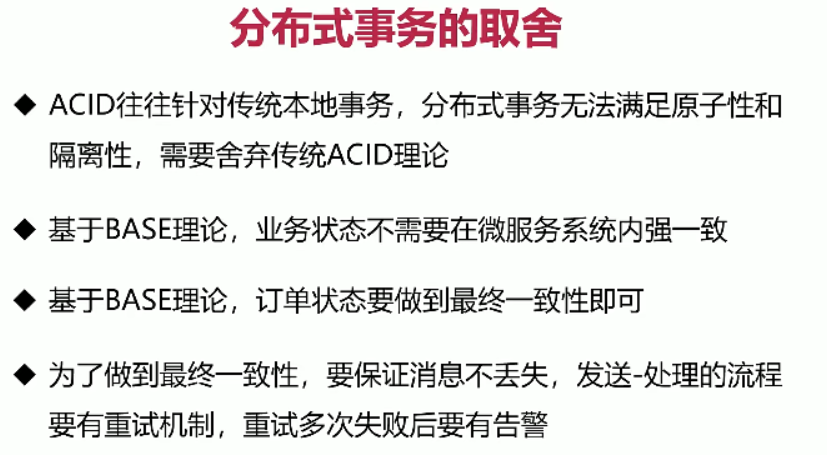 分布式事务的取舍
◆ ACID往往针对传统本地事务，分布式事务无法满足原子性和
隔离性，需要舍弃传统ACID理论
◆ 基于BASE理论，业务状态不需要在微服务系统内强一致
◆ 基于BASE理论，订单状态要做到最终一致性即可
◆ 为了做到最终一致性，要保证消息不丢失，发送-处理的流程
要有重试机制，重试多次失败后要有告警